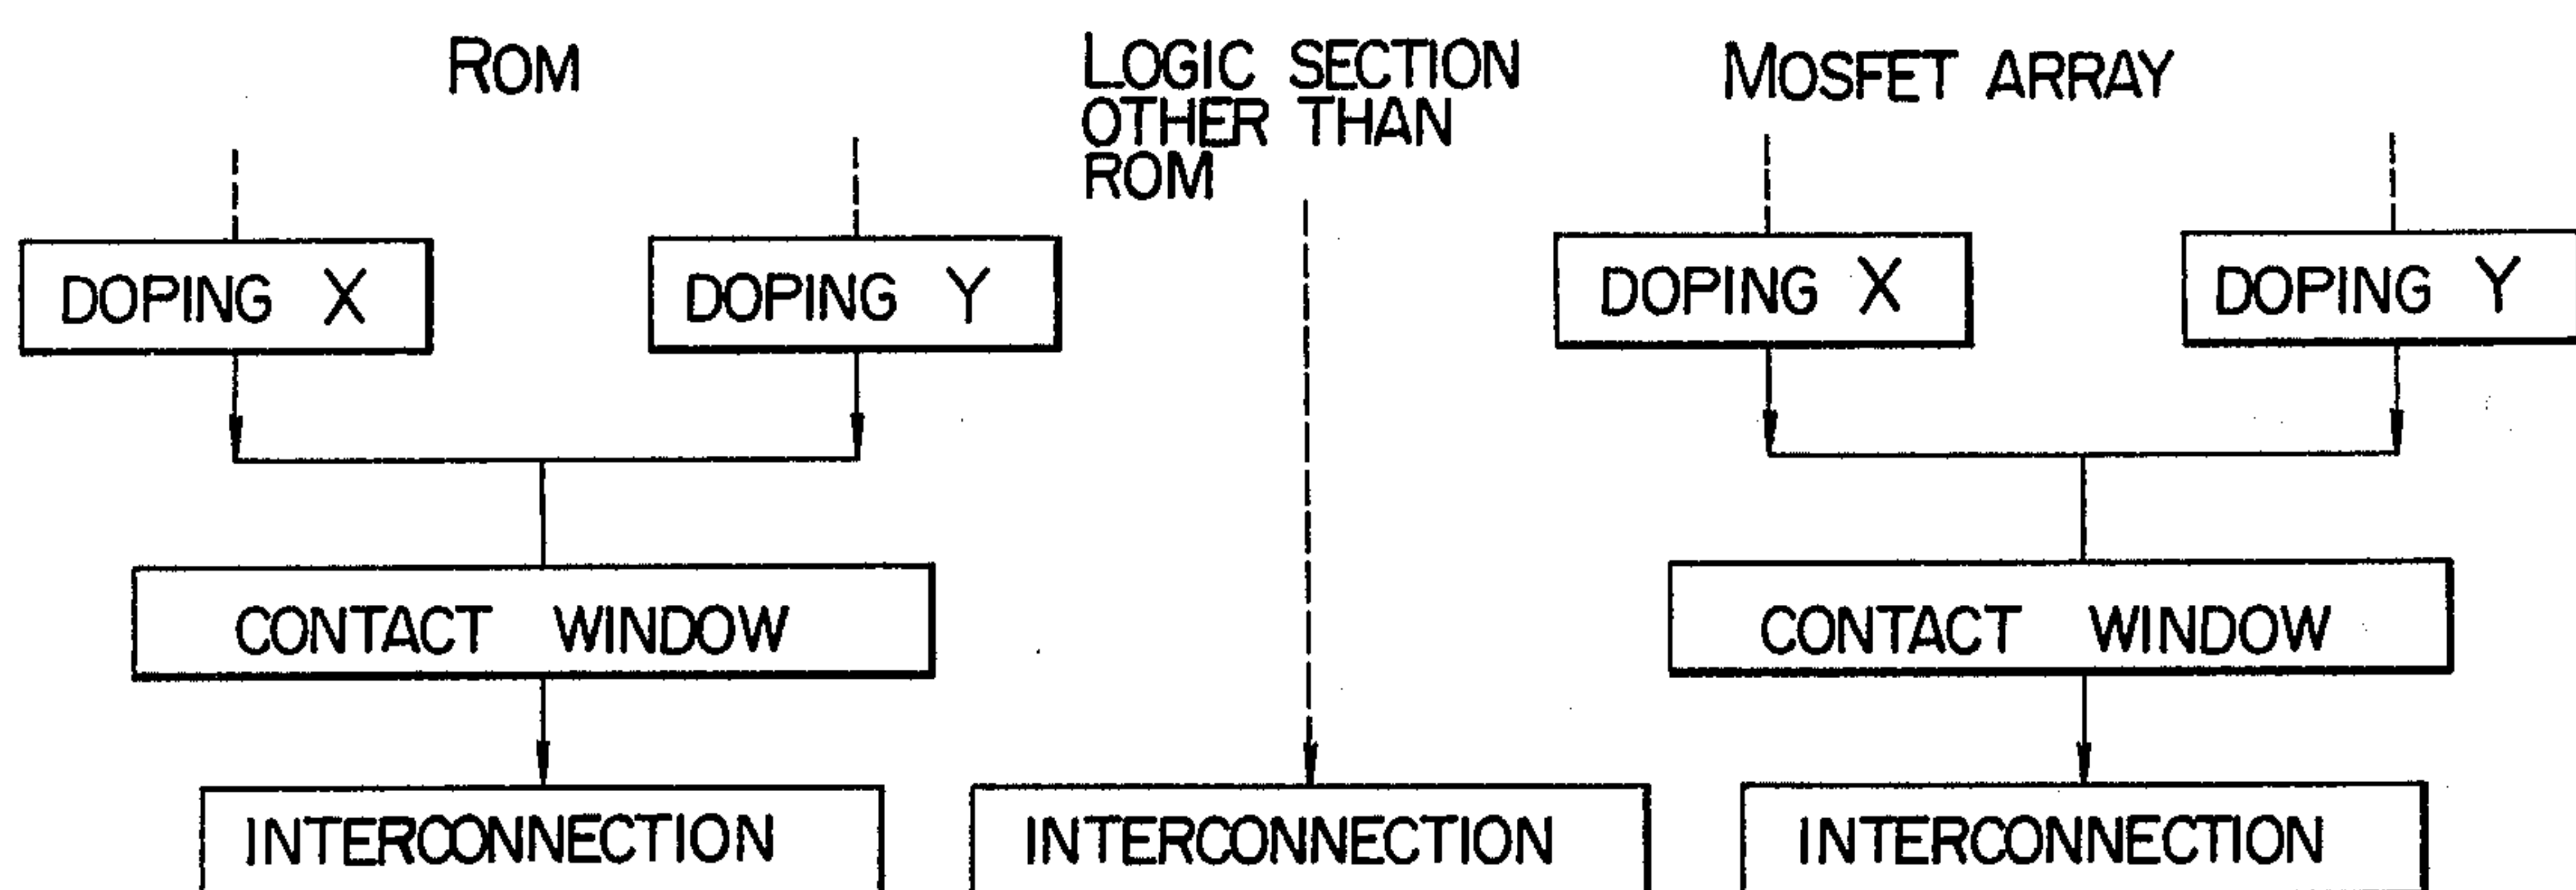 ROM
LOGIC SECTION
OTHER THAN
ROM
MOSFET ARRAY
DOPING X
DOPING Y
DOPING X
DOPING Y
CONTACT WINDOW
CONTACT WINDOW
INTERCONNECTION
INTERCONNECTION
INTERCONNECTION